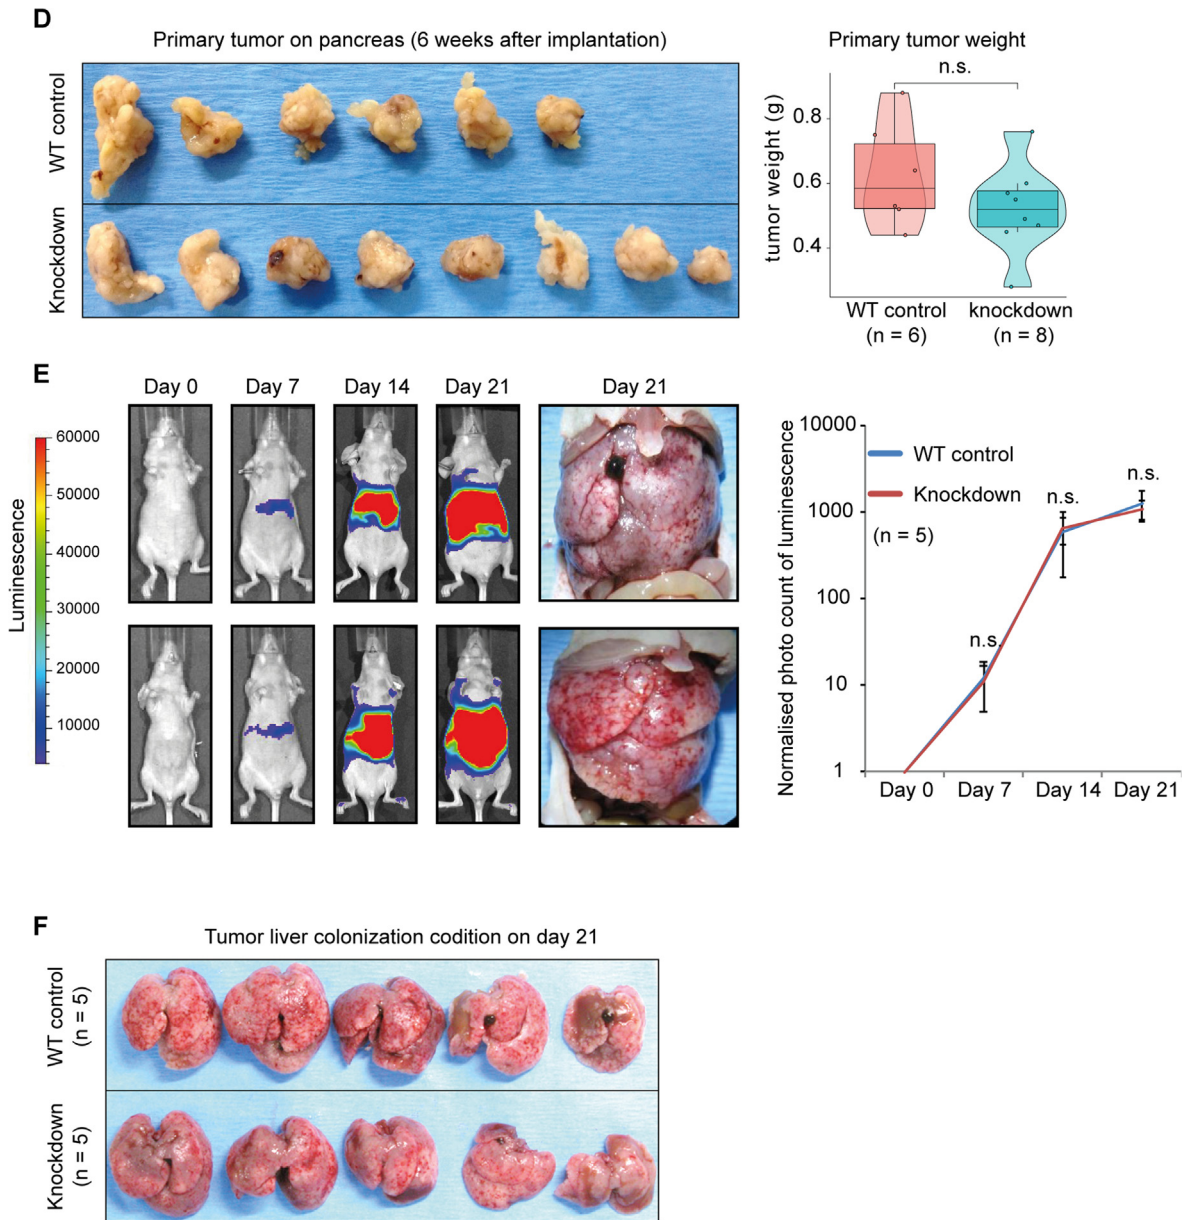 D
Primary tumor on pancreas (6 weeks after implantation)
WT control
Knockdown
Primary tumor weight
n.s.
tumor weight (g)
0.8
0.6
0.4
WT control
(n = 6)
knockdown
(n = 8)
E
Day 0
Day 7
Day 14
Day 21
Day 21
Luminescence
60000
50000
40000
30000
20000
10000
Normalised photo count of luminescence
10000
1000
100
10
1
WT control
Knockdown
(n = 5)
n.s.
n.s.
n.s.
Day 0
Day 7
Day 14
Day 21
F
Tumor liver colonization codition on day 21
WT control
(n = 5)
Knockdown
(n = 5)